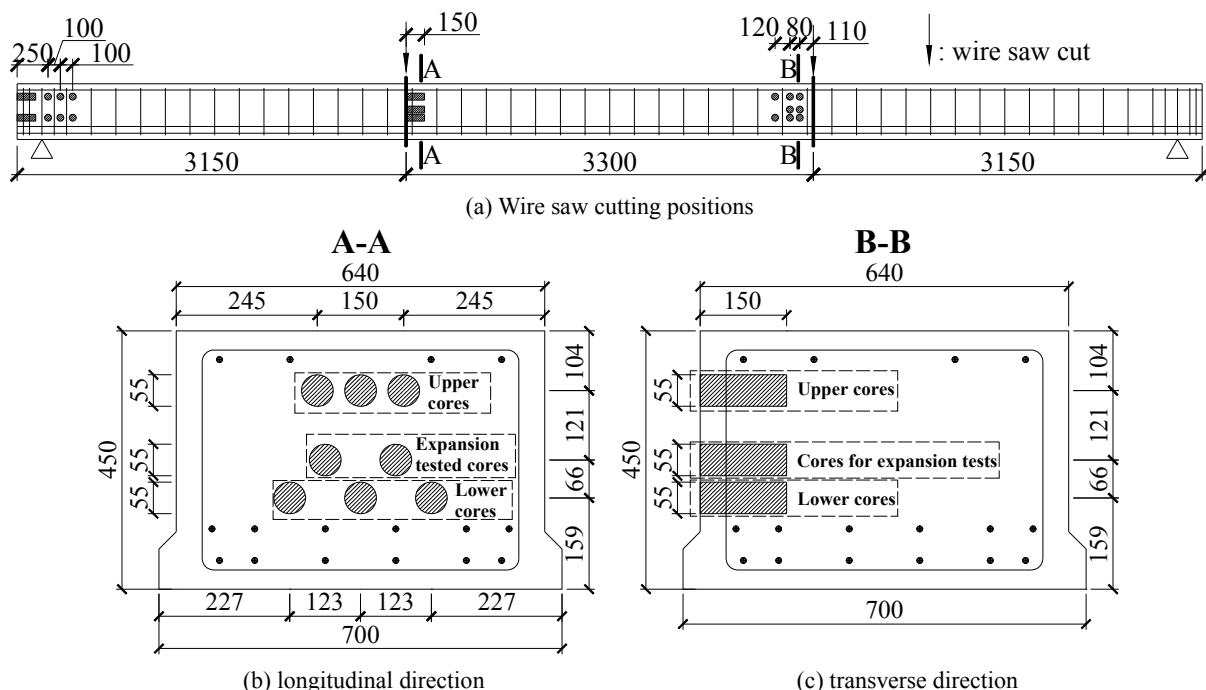 100
150
120 80
110
250
100
A
B
: wire saw cut
A
B
3150
3300
3150
(a) Wire saw cutting positions
A-A
B-B
640
640
245
150
245
150
104
55
Upper
cores
55
Upper cores
104
121
450
55
Expansion
tested cores
450
55
Cores for expansion tests
121
66
66
55
Lower
cores
55
Lower cores
159
159
227
123
123
227
700
700
(b) longitudinal direction
(c) transverse direction